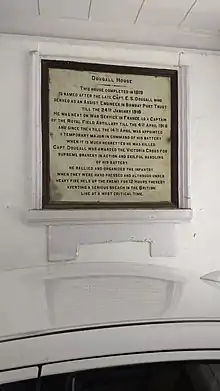 DOUGALL HOUSE
THIS HOUSE COMPLETED IN 1919
IS NAMED AFTER THE LATE CAPT. E. S. DOUGALL WHO
SERVED AS AN ASSIST ENGINEER IN BOMBAY PORT TRUST
TILL THE 24TH JANUARY 1916
HE WAS NEXT ON WAR SERVICE IN FRANCE AS CAPTAIN
OF THE ROYAL FIELD ARTILLERY TILL THE 4TH APRIL 1918
AND SINCE THEN TILL THE 14TH APRIL WAS APPOINTED
A TEMPORARY MAJOR IN COMMAND OF HIS BATTERY
WHEN IT IS MUCH REGRETTED HE WAS KILLED
CAPT. DOUGALL WAS AWARDED THE VICTORIA CROSS FOR
SUPREME BRAVERY IN ACTION AND SKILFUL HANDLING
OF HIS BATTERY.
HE RALLIED AND ORGANIZED THE INFANTRY
WHEN THEY WERE HARD PRESSED AND ALTHOUGH UNDER
HEAVY FIRE HELD UP THE ENEMY FOR 12 HOURS THEREBY
AVERTING A SERIOUS BREACH IN THE BRITISH
LINE AT A MOST CRITICAL TIME.